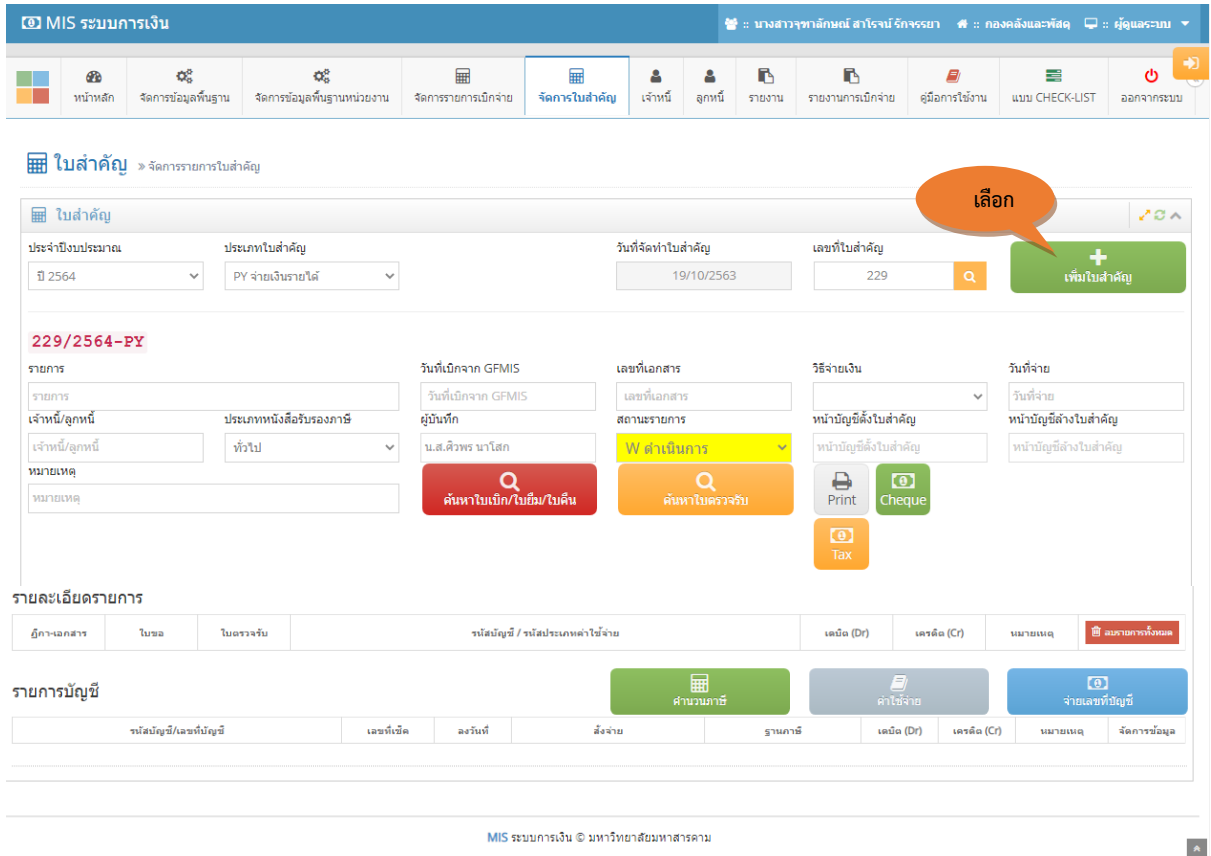 MIS ระบบการเงิน
:: นางสาวจุฑาลักษณ์ สาโรจน์ รักจรรยา :: กองคลังและพัสดุ :: ผู้ดูแลระบบ
หน้าหลัก จัดการข้อมูลพื้นฐาน จัดการข้อมูลพื้นฐานหน่วยงาน จัดการรายการเบิกจ่าย จัดการใบสำคัญ เจ้าหนี้ ลูกหนี้ รายงาน รายงานการเบิกจ่าย คู่มือการใช้งาน แบบ CHECK-LIST ออกจากระบบ
ใบสำคัญ » จัดการรายการใบสำคัญ
เลือก
ใบสำคัญ
ประจำปีงบประมาณ ประเภทใบสำคัญ วันที่จัดทำใบสำคัญ เลขที่ใบสำคัญ
ปี 2564 PY จ่ายเงินรายได้ 19/10/2563 229 เพิ่มใบสำคัญ
229/2564-PY
รายการ วันที่เบิกจาก GFMIS เลขที่เอกสาร วิธีจ่ายเงิน วันที่จ่าย
รายการ วันที่เบิกจาก GFMIS เลขที่เอกสาร วันที่จ่าย
เจ้าหนี้/ลูกหนี้ ประเภทหนังสือรับรองภาษี ผู้บันทึก สถานะรายการ หน้าบัญชีตั้งใบสำคัญ หน้าบัญชีล้างใบสำคัญ
เจ้าหนี้/ลูกหนี้ ทั่วไป น.ส.ศิวพร นาโสก W ดำเนินการ หน้าบัญชีตั้งใบสำคัญ หน้าบัญชีล้างใบสำคัญ
หมายเหตุ
หมายเหตุ ค้นหาใบเบิก/ใบยืม/ใบคืน ค้นหาใบตรวจรับ Print Cheque
Tax
รายละเอียดรายการ
ฎีกา-เอกสาร ใบขอ ใบตรวจรับ รหัสบัญชี / รหัสประเภทค่าใช้จ่าย เดบิต (Dr) เครดิต (Cr) หมายเหตุ ลบรายการทั้งหมด
รายการบัญชี คำนวนภาษี ค่าใช้จ่าย จ่ายเลขที่บัญชี
รหัสบัญชี/เลขที่บัญชี เลขที่เช็ค ลงวันที่ สั่งจ่าย ฐานภาษี เดบิต (Dr) เครดิต (Cr) หมายเหตุ จัดการข้อมูล
MIS ระบบการเงิน © มหาวิทยาลัยมหาสารคาม